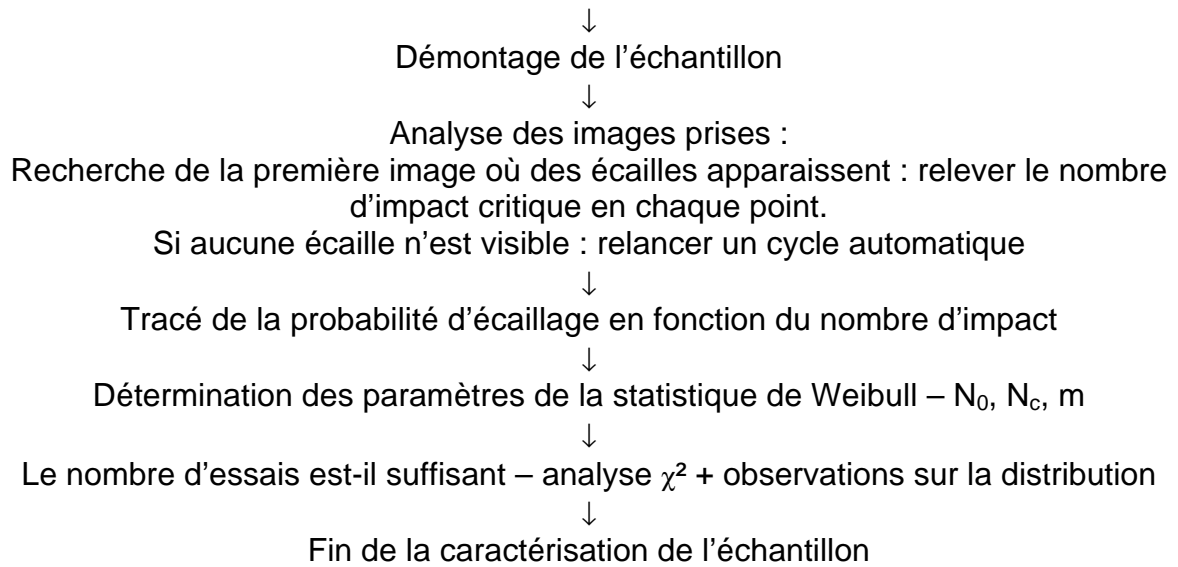 ↓
Démontage de l’échantillon
↓
Analyse des images prises :
Recherche de la première image où des écailles apparaissent : relever le nombre
d’impact critique en chaque point.
Si aucune écaille n’est visible : relancer un cycle automatique
↓
Tracé de la probabilité d’écaillage en fonction du nombre d’impact
↓
Détermination des paramètres de la statistique de Weibull – N₀, Nc, m
↓
Le nombre d’essais est-il suffisant – analyse χ² + observations sur la distribution
↓
Fin de la caractérisation de l’échantillon